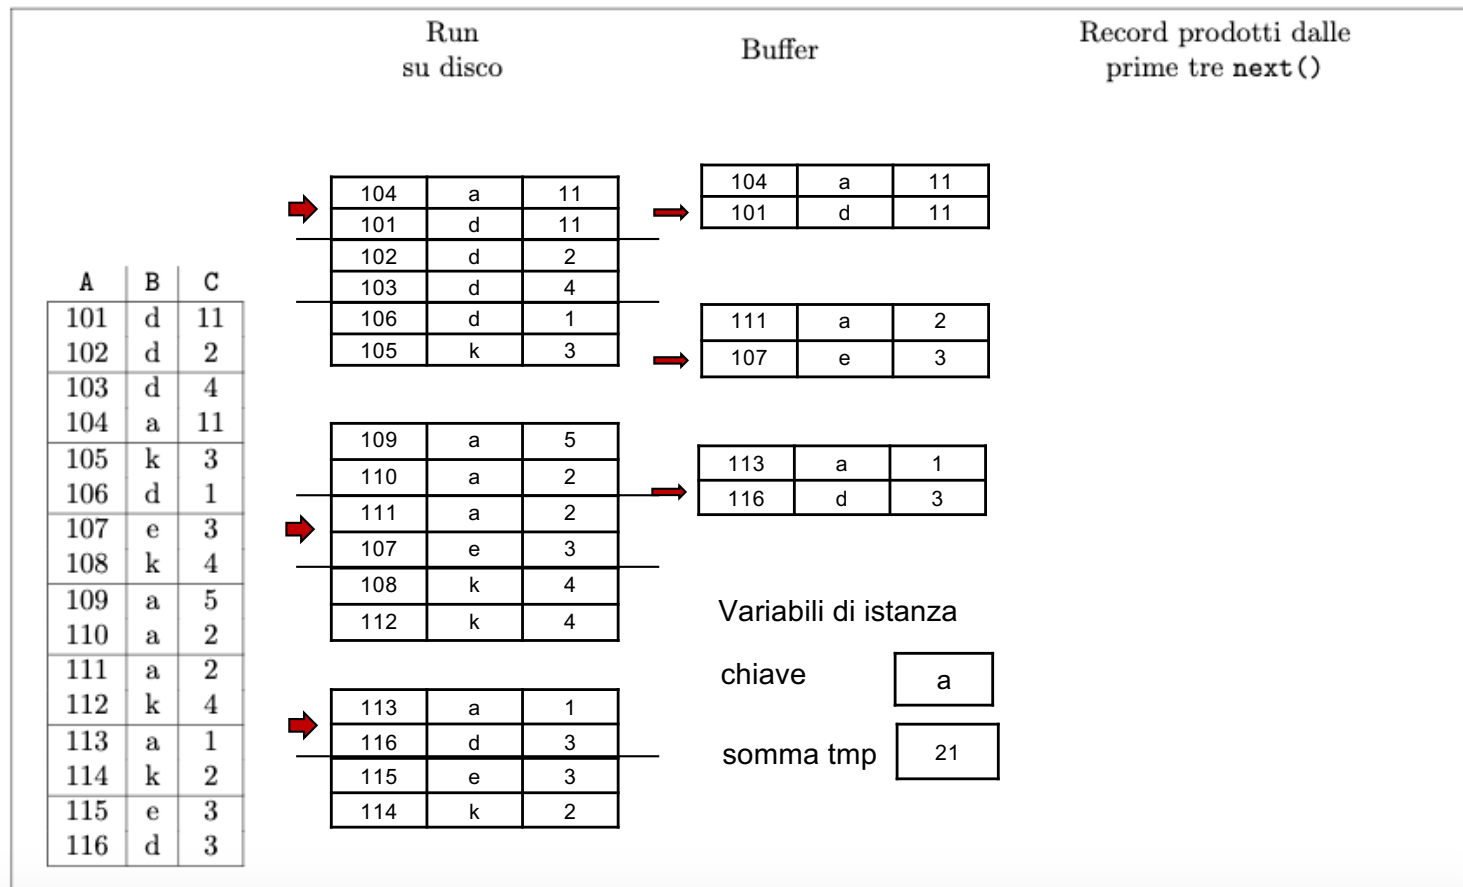 Run
su disco
Buffer
Record prodotti dalle
prime tre next()
A B C
101 d 11
102 d 2
103 d 4
104 a 11
105 k 3
106 d 1
107 e 3
108 k 4
109 a 5
110 a 2
111 a 2
112 k 4
113 a 1
114 k 2
115 e 3
116 d 3
104 a 11
101 d 11
102 d 2
103 d 4
106 d 1
105 k 3
109 a 5
110 a 2
111 a 2
107 e 3
108 k 4
112 k 4
113 a 1
116 d 3
115 e 3
114 k 2
104 a 11
101 d 11
111 a 2
107 e 3
113 a 1
116 d 3
Variabili di istanza
chiave a
somma tmp 21